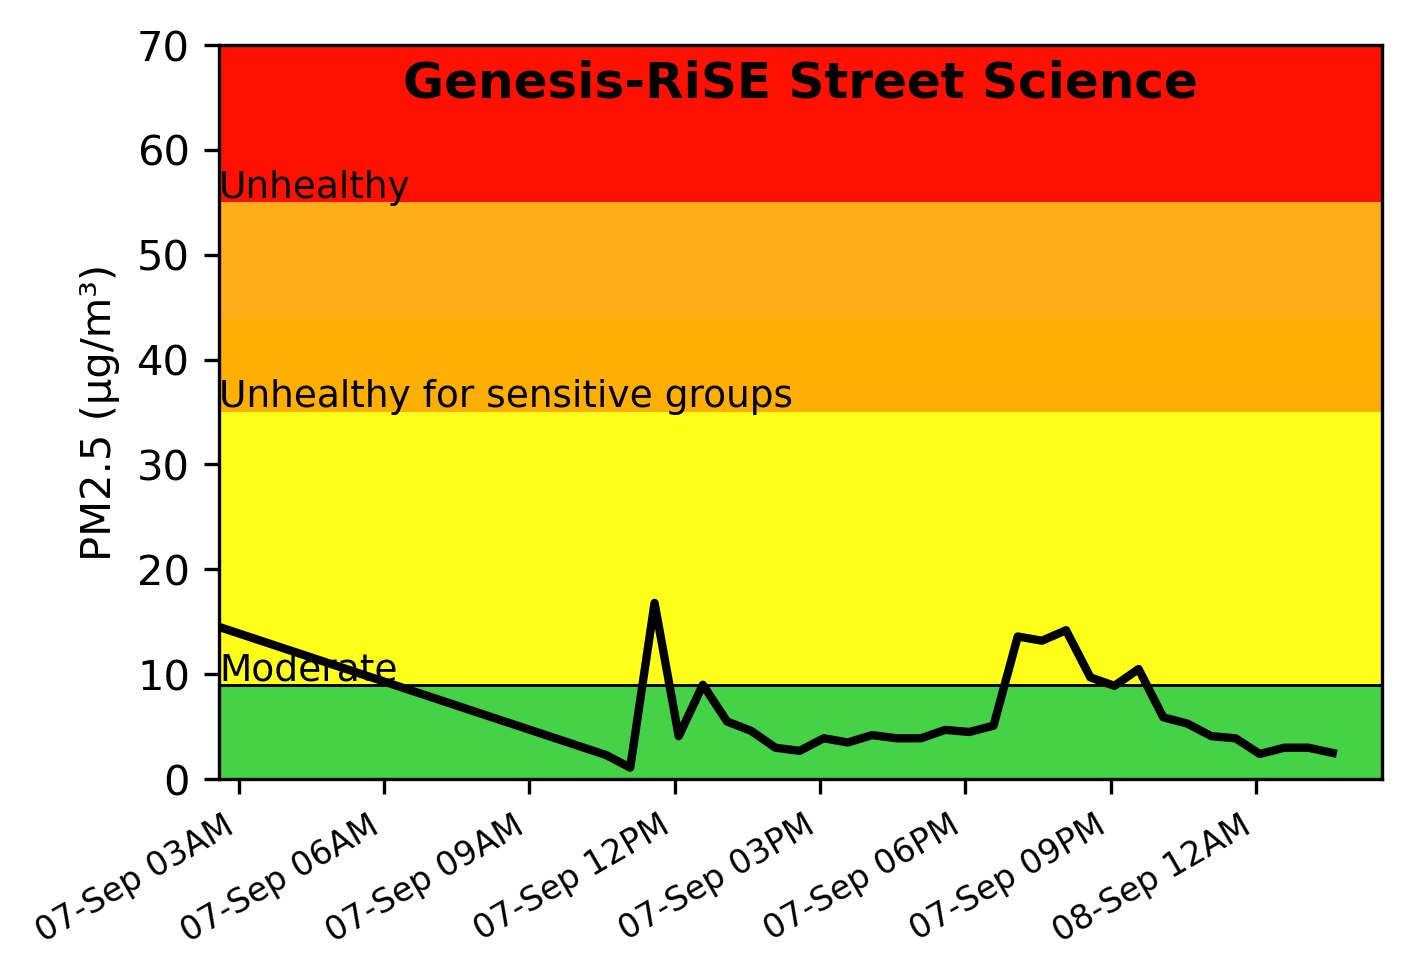 Genesis-RiSE Street Science
70
60
Unhealthy
50
40
Unhealthy for sensitive groups
30
20
Moderate
10
0
PM2.5 (µg/m³)
07-Sep 03AM
07-Sep 06AM
07-Sep 09AM
07-Sep 12PM
07-Sep 03PM
07-Sep 06PM
07-Sep 09PM
08-Sep 12AM